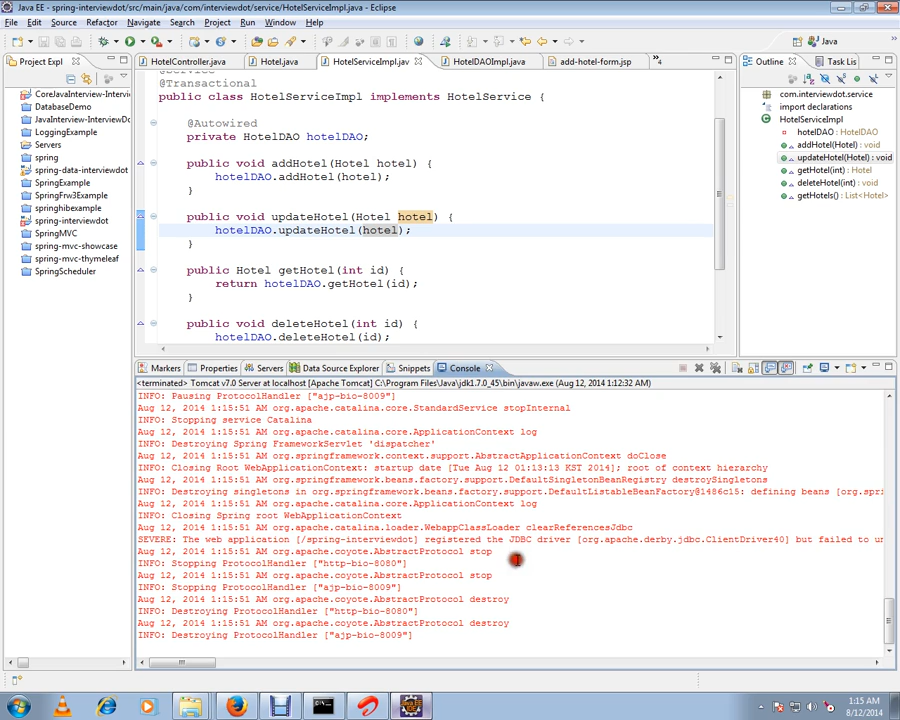 Java EE - spring-interviewdot/src/main/java/com/interviewdot/service/HotelServiceImpl.java - Eclipse
File Edit Source Refactor Navigate Search Project Run Window Help
Java
Project Expl
HotelController.java Hotel.java HotelServiceImpl.jav HotelDAOImpl.java add-hotel-form.jsp »4
Outline Task Lis
CoreJavaInterview-Intervi
DatabaseDemo
JavaInterview-InterviewDo
LoggingExample
Servers
spring
spring-data-interviewdot
SpringExample
SpringFrw3Example
springhibexample
spring-interviewdot
SpringMVC
spring-mvc-showcase
spring-mvc-thymeleaf
SpringScheduler
@Service
@Transactional
public class HotelServiceImpl implements HotelService {
@Autowired
private HotelDAO hotelDAO;
public void addHotel(Hotel hotel) {
hotelDAO.addHotel(hotel);
}
public void updateHotel(Hotel hotel) {
hotelDAO.updateHotel(hotel);
}
public Hotel getHotel(int id) {
return hotelDAO.getHotel(id);
}
public void deleteHotel(int id) {
hotelDAO.deleteHotel(id);
com.interviewdot.service
import declarations
HotelServiceImpl
hotelDAO : HotelDAO
addHotel(Hotel) : void
updateHotel(Hotel) : void
getHotel(int) : Hotel
deleteHotel(int) : void
getHotels() : List<Hotel>
Markers Properties Servers Data Source Explorer Snippets Console
<terminated> Tomcat v7.0 Server at localhost [Apache Tomcat] C:\Program Files\Java\jdk1.7.0_45\bin\javaw.exe (Aug 12, 2014 1:12:32 AM)
INFO: Pausing ProtocolHandler ["ajp-bio-8009"]
Aug 12, 2014 1:15:51 AM org.apache.catalina.core.StandardService stopInternal
INFO: Stopping service Catalina
Aug 12, 2014 1:15:51 AM org.apache.catalina.core.ApplicationContext log
INFO: Destroying Spring FrameworkServlet 'dispatcher'
Aug 12, 2014 1:15:51 AM org.springframework.context.support.AbstractApplicationContext doClose
INFO: Closing Root WebApplicationContext: startup date [Tue Aug 12 01:13:13 KST 2014]; root of context hierarchy
Aug 12, 2014 1:15:51 AM org.springframework.beans.factory.support.DefaultSingletonBeanRegistry destroySingletons
INFO: Destroying singletons in org.springframework.beans.factory.support.DefaultListableBeanFactory@1486c15: defining beans [org.spri
Aug 12, 2014 1:15:51 AM org.apache.catalina.core.ApplicationContext log
INFO: Closing Spring root WebApplicationContext
Aug 12, 2014 1:15:51 AM org.apache.catalina.loader.WebappClassLoader clearReferencesJdbc
SEVERE: The web application [/spring-interviewdot] registered the JDBC driver [org.apache.derby.jdbc.ClientDriver40] but failed to un
Aug 12, 2014 1:15:51 AM org.apache.coyote.AbstractProtocol stop
INFO: Stopping ProtocolHandler ["http-bio-8080"]
Aug 12, 2014 1:15:51 AM org.apache.coyote.AbstractProtocol stop
INFO: Stopping ProtocolHandler ["ajp-bio-8009"]
Aug 12, 2014 1:15:51 AM org.apache.coyote.AbstractProtocol destroy
INFO: Destroying ProtocolHandler ["http-bio-8080"]
Aug 12, 2014 1:15:51 AM org.apache.coyote.AbstractProtocol destroy
INFO: Destroying ProtocolHandler ["ajp-bio-8009"]
1:15 AM
8/12/2014